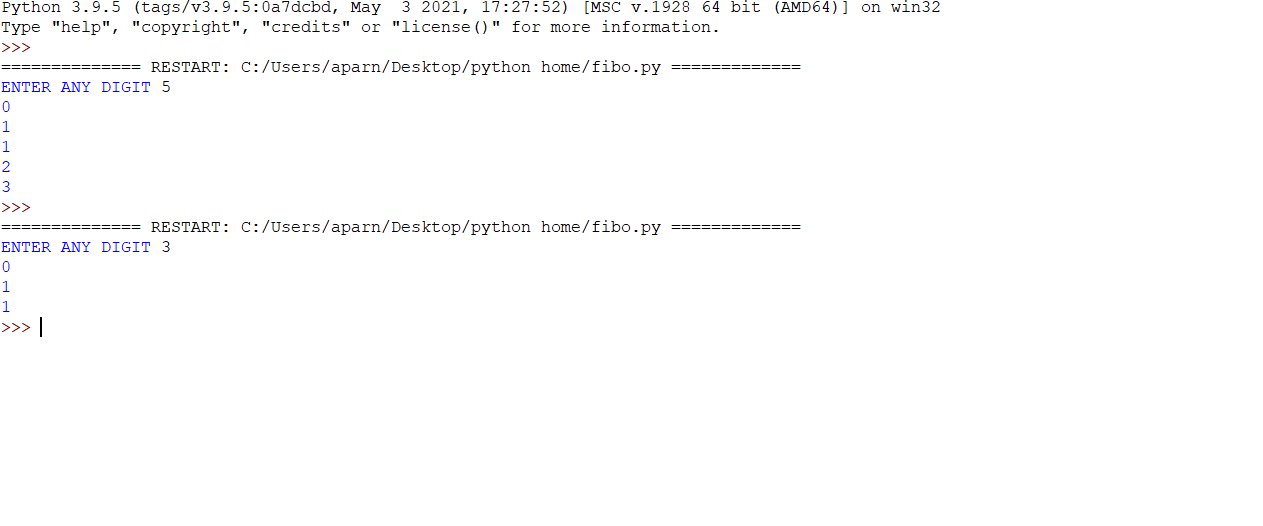 Python 3.9.5 (tags/v3.9.5:0a7dcbd, May  3 2021, 17:27:52) [MSC v.1928 64 bit (AMD64)] on win32
Type "help", "copyright", "credits" or "license()" for more information.
>>>
============== RESTART: C:/Users/aparn/Desktop/python home/fibo.py =============
ENTER ANY DIGIT 5
0
1
1
2
3
>>>
============== RESTART: C:/Users/aparn/Desktop/python home/fibo.py =============
ENTER ANY DIGIT 3
0
1
1
>>>